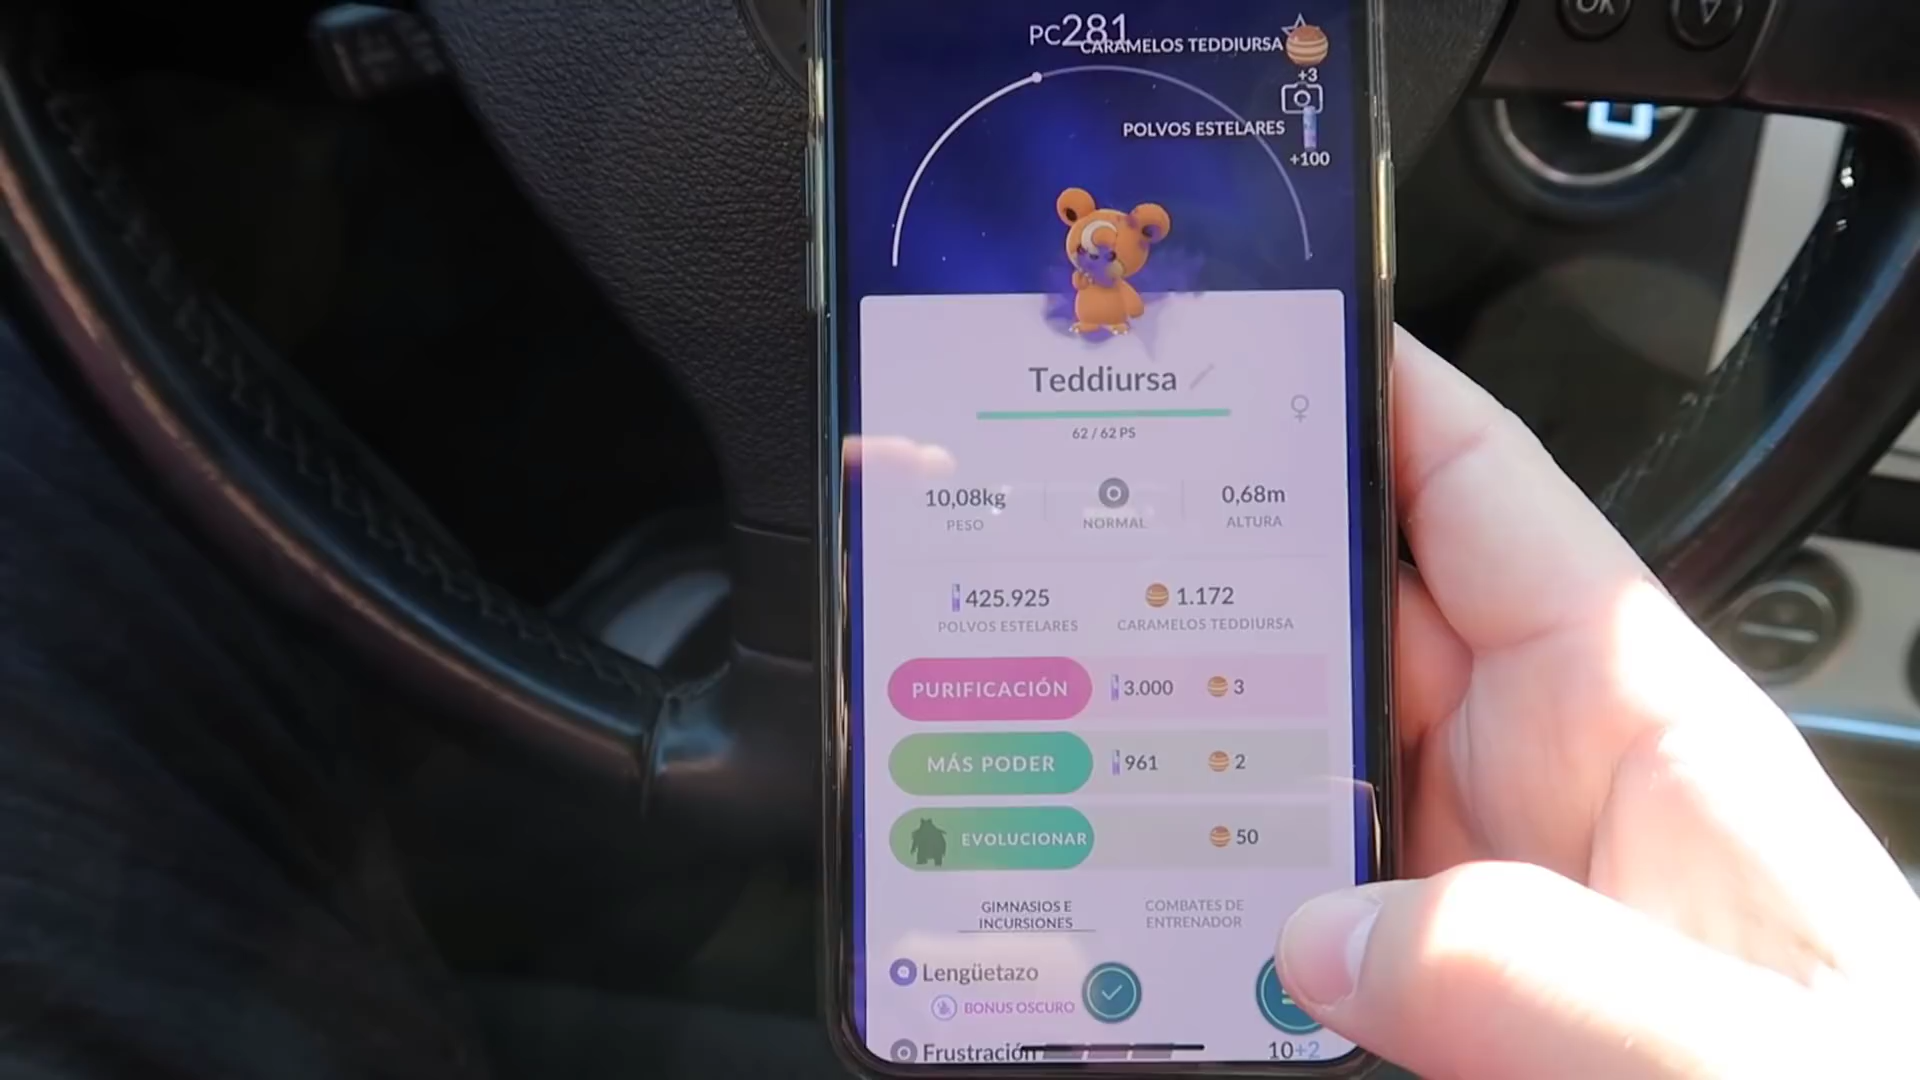 OK
PC281
CARAMELOS TEDDIURSA
+3
POLVOS ESTELARES
+100
Teddiursa
62 / 62 PS
10,08kg
PESO
NORMAL
0,68m
ALTURA
425.925
POLVOS ESTELARES
1.172
CARAMELOS TEDDIURSA
PURIFICACIÓN 3.000 3
MÁS PODER 961 2
EVOLUCIONAR 50
GIMNASIOS E
INCURSIONES
COMBATES DE
ENTRENADOR
Lengüetazo
BONUS OSCURO
Frustración
10+2